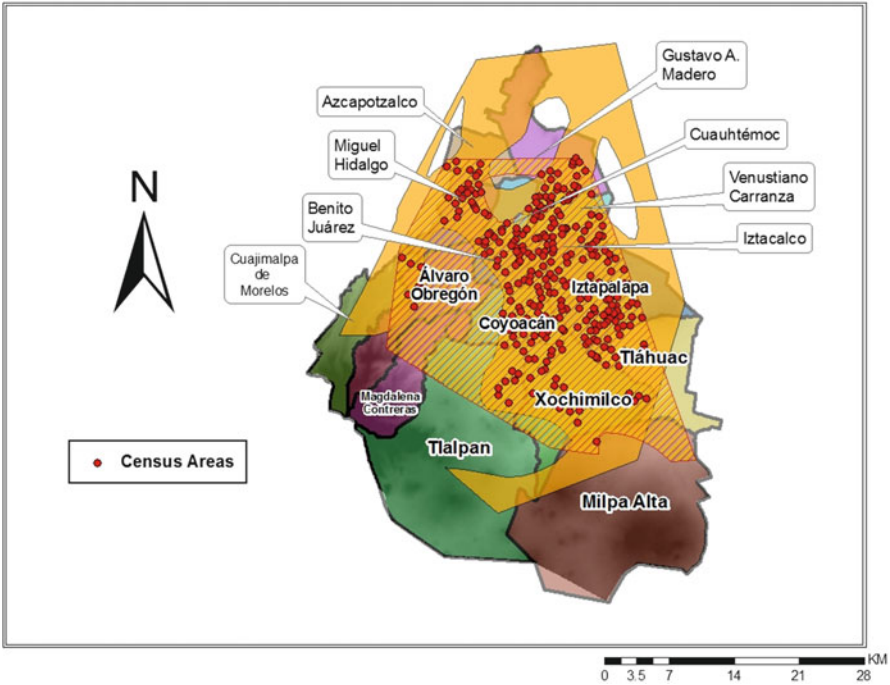 Gustavo A.
Madero
Azcapotzalco
Cuauhtémoc
Miguel
Hidalgo
Venustiano
Carranza
N
Benito
Juárez
Iztacalco
Cuajimalpa
de
Morelos
Álvaro
Obregón
Iztapalapa
Coyoacán
Tláhuac
Magdalena
Contreras
Xochimilco
Tlalpan
Census Areas
Milpa Alta
KM
0 3.5 7 14 21 28